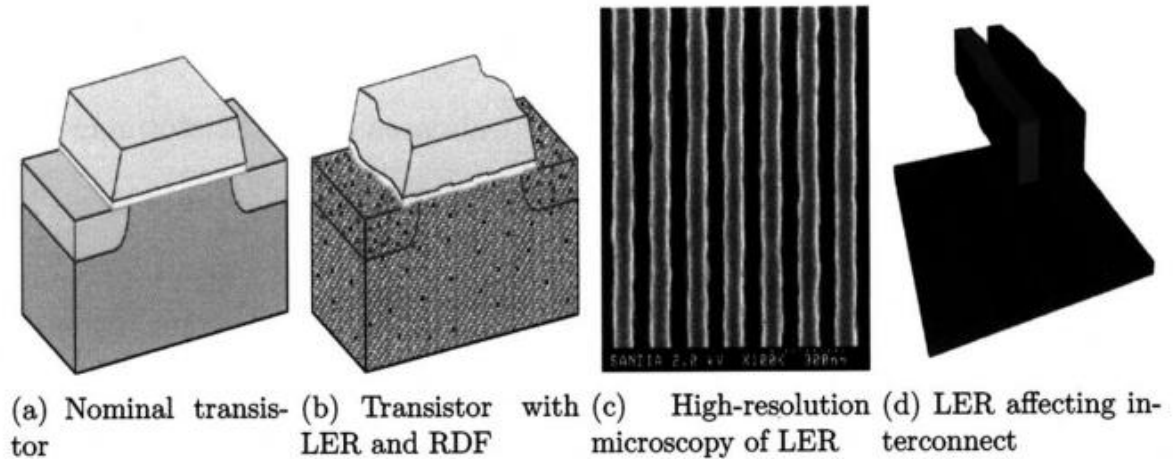 SANIIA 2.0 kV X100K 300nm
(a) Nominal transis-
tor
(b) Transistor with
LER and RDF
(c) High-resolution
microscopy of LER
(d) LER affecting in-
terconnect